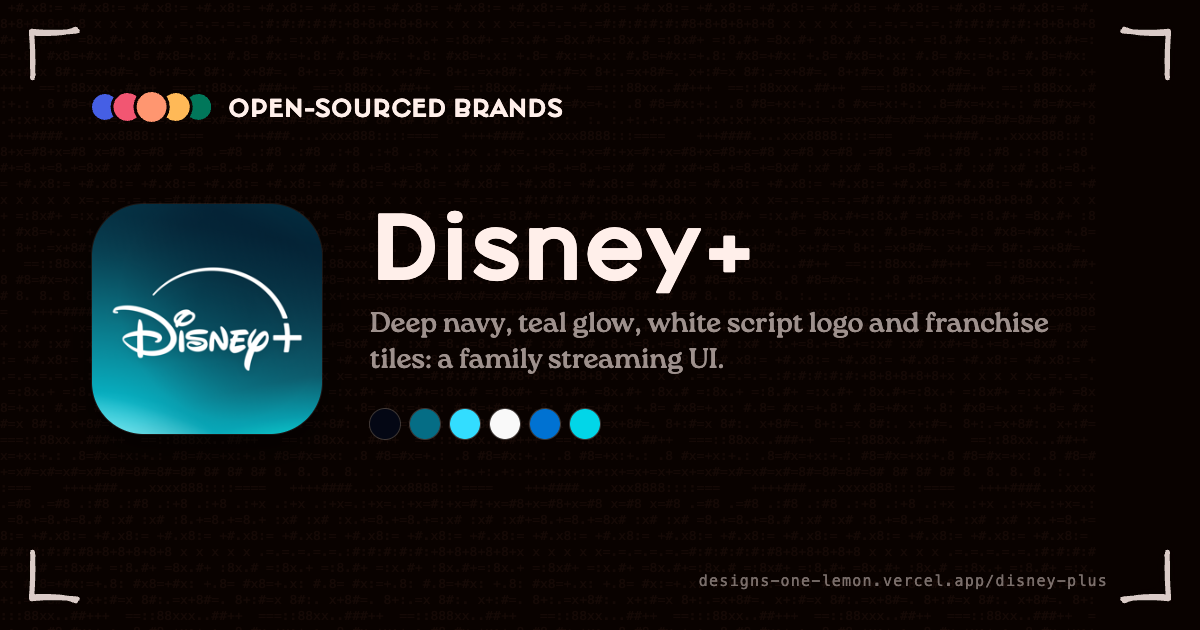 OPEN-SOURCED BRANDS
Disney+
Disney+
Deep navy, teal glow, white script logo and franchise
tiles: a family streaming UI.
designs-one-lemon.vercel.app/disney-plus